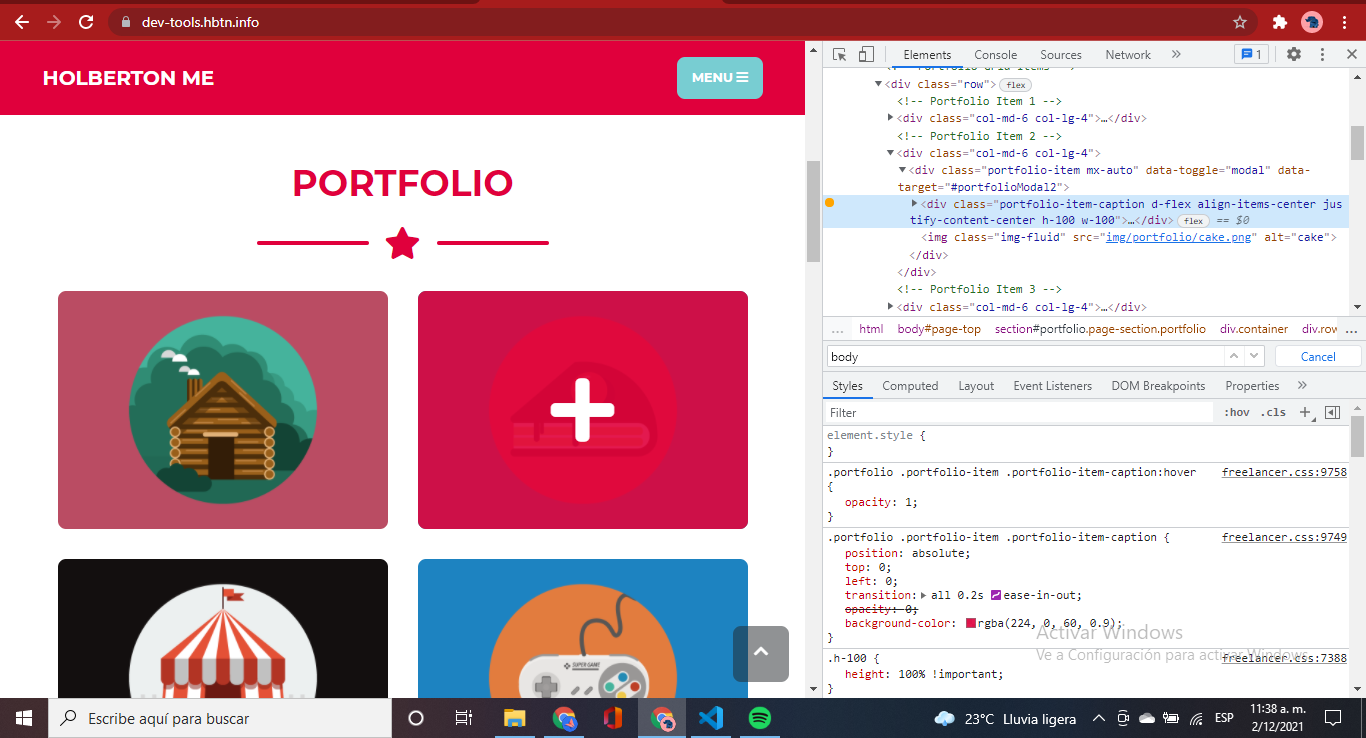 dev-tools.hbtn.info
HOLBERTON ME
MENU
PORTFOLIO
SUPER GAME
Elements Console Sources Network » 1
<div class="row"> flex
<!-- Portfolio Item 1 -->
<div class="col-md-6 col-lg-4">…</div>
<!-- Portfolio Item 2 -->
<div class="col-md-6 col-lg-4">
<div class="portfolio-item mx-auto" data-toggle="modal" data-
target="#portfolioModal2">
<div class="portfolio-item-caption d-flex align-items-center jus
tify-content-center h-100 w-100">…</div> flex == $0
<img class="img-fluid" src="img/portfolio/cake.png" alt="cake">
</div>
</div>
<!-- Portfolio Item 3 -->
<div class="col-md-6 col-lg-4">…</div>
… html body#page-top section#portfolio.page-section.portfolio div.container div.row …
body Cancel
Styles Computed Layout Event Listeners DOM Breakpoints Properties »
Filter :hov .cls +
element.style {
}
.portfolio .portfolio-item .portfolio-item-caption:hover freelancer.css:9758
{
opacity: 1;
}
.portfolio .portfolio-item .portfolio-item-caption { freelancer.css:9749
position: absolute;
top: 0;
left: 0;
transition: all 0.2s ease-in-out;
opacity: 0;
background-color: rgba(224, 0, 60, 0.9);
}
Activar Windows
Ve a Configuración para activar Windows.
.h-100 { freelancer.css:7388
height: 100% !important;
}
Escribe aquí para buscar
23°C Lluvia ligera ESP
11:38 a. m.
2/12/2021